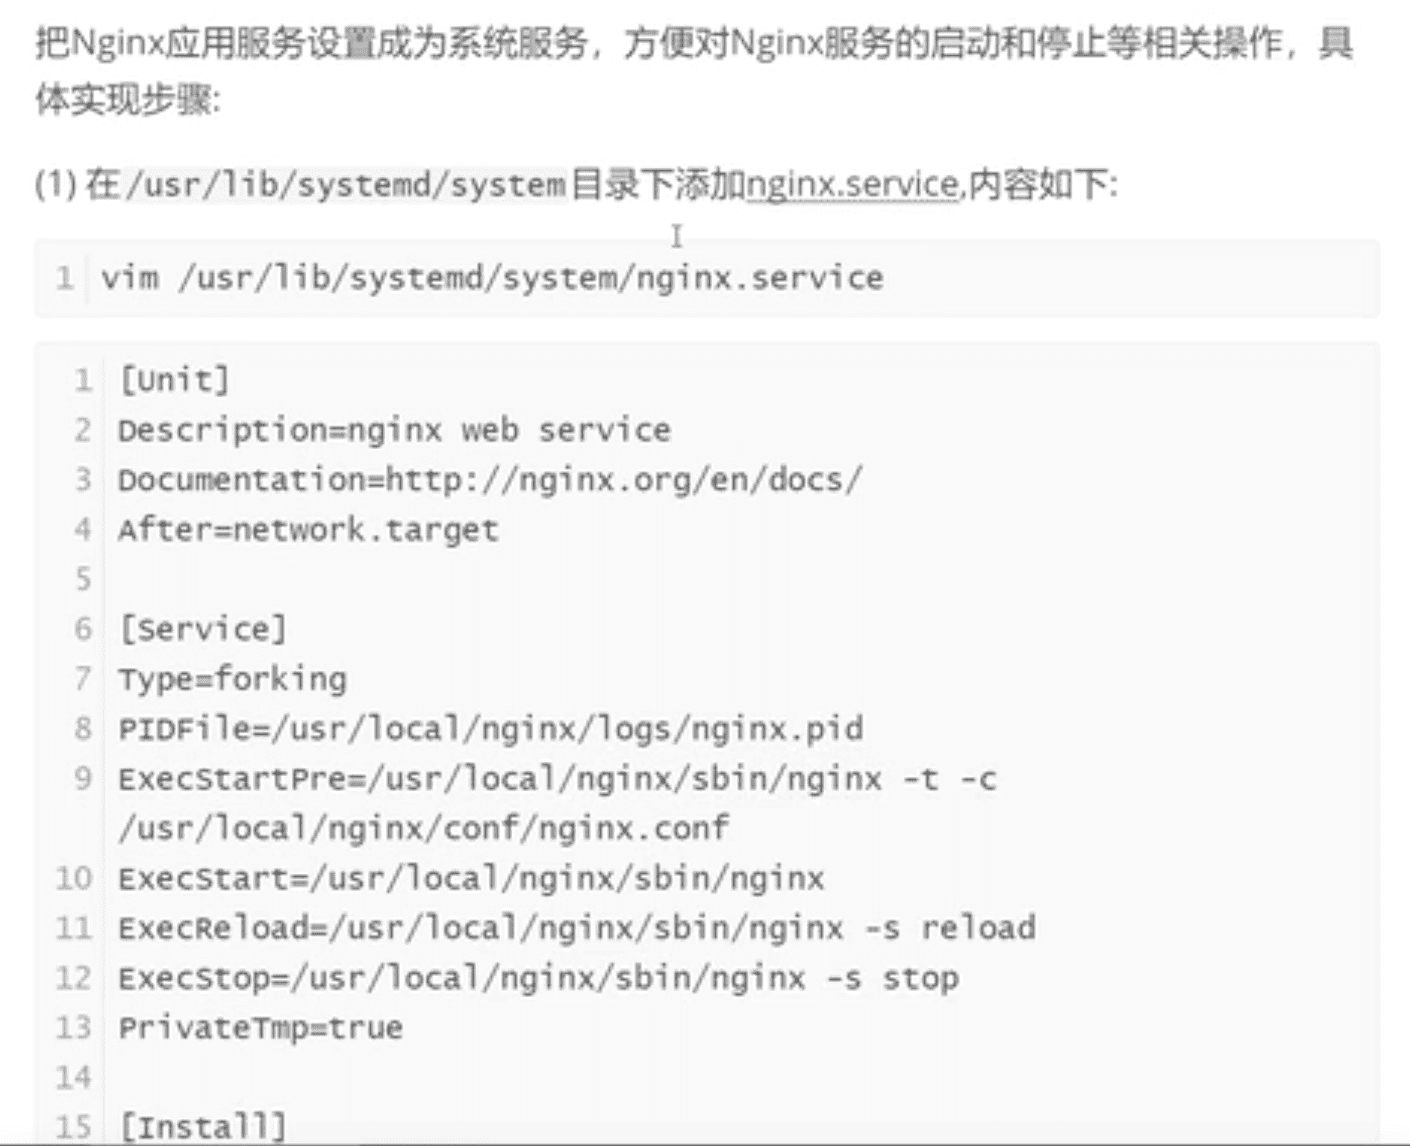 把Nginx应用服务设置成为系统服务，方便对Nginx服务的启动和停止等相关操作，具
体实现步骤:
(1) 在/usr/lib/systemd/system目录下添加nginx.service,内容如下:
1 vim /usr/lib/systemd/system/nginx.service
1 [Unit]
2 Description=nginx web service
3 Documentation=http://nginx.org/en/docs/
4 After=network.target
5
6 [Service]
7 Type=forking
8 PIDFile=/usr/local/nginx/logs/nginx.pid
9 ExecStartPre=/usr/local/nginx/sbin/nginx -t -c
/usr/local/nginx/conf/nginx.conf
10 ExecStart=/usr/local/nginx/sbin/nginx
11 ExecReload=/usr/local/nginx/sbin/nginx -s reload
12 ExecStop=/usr/local/nginx/sbin/nginx -s stop
13 PrivateTmp=true
14
15 [Install]